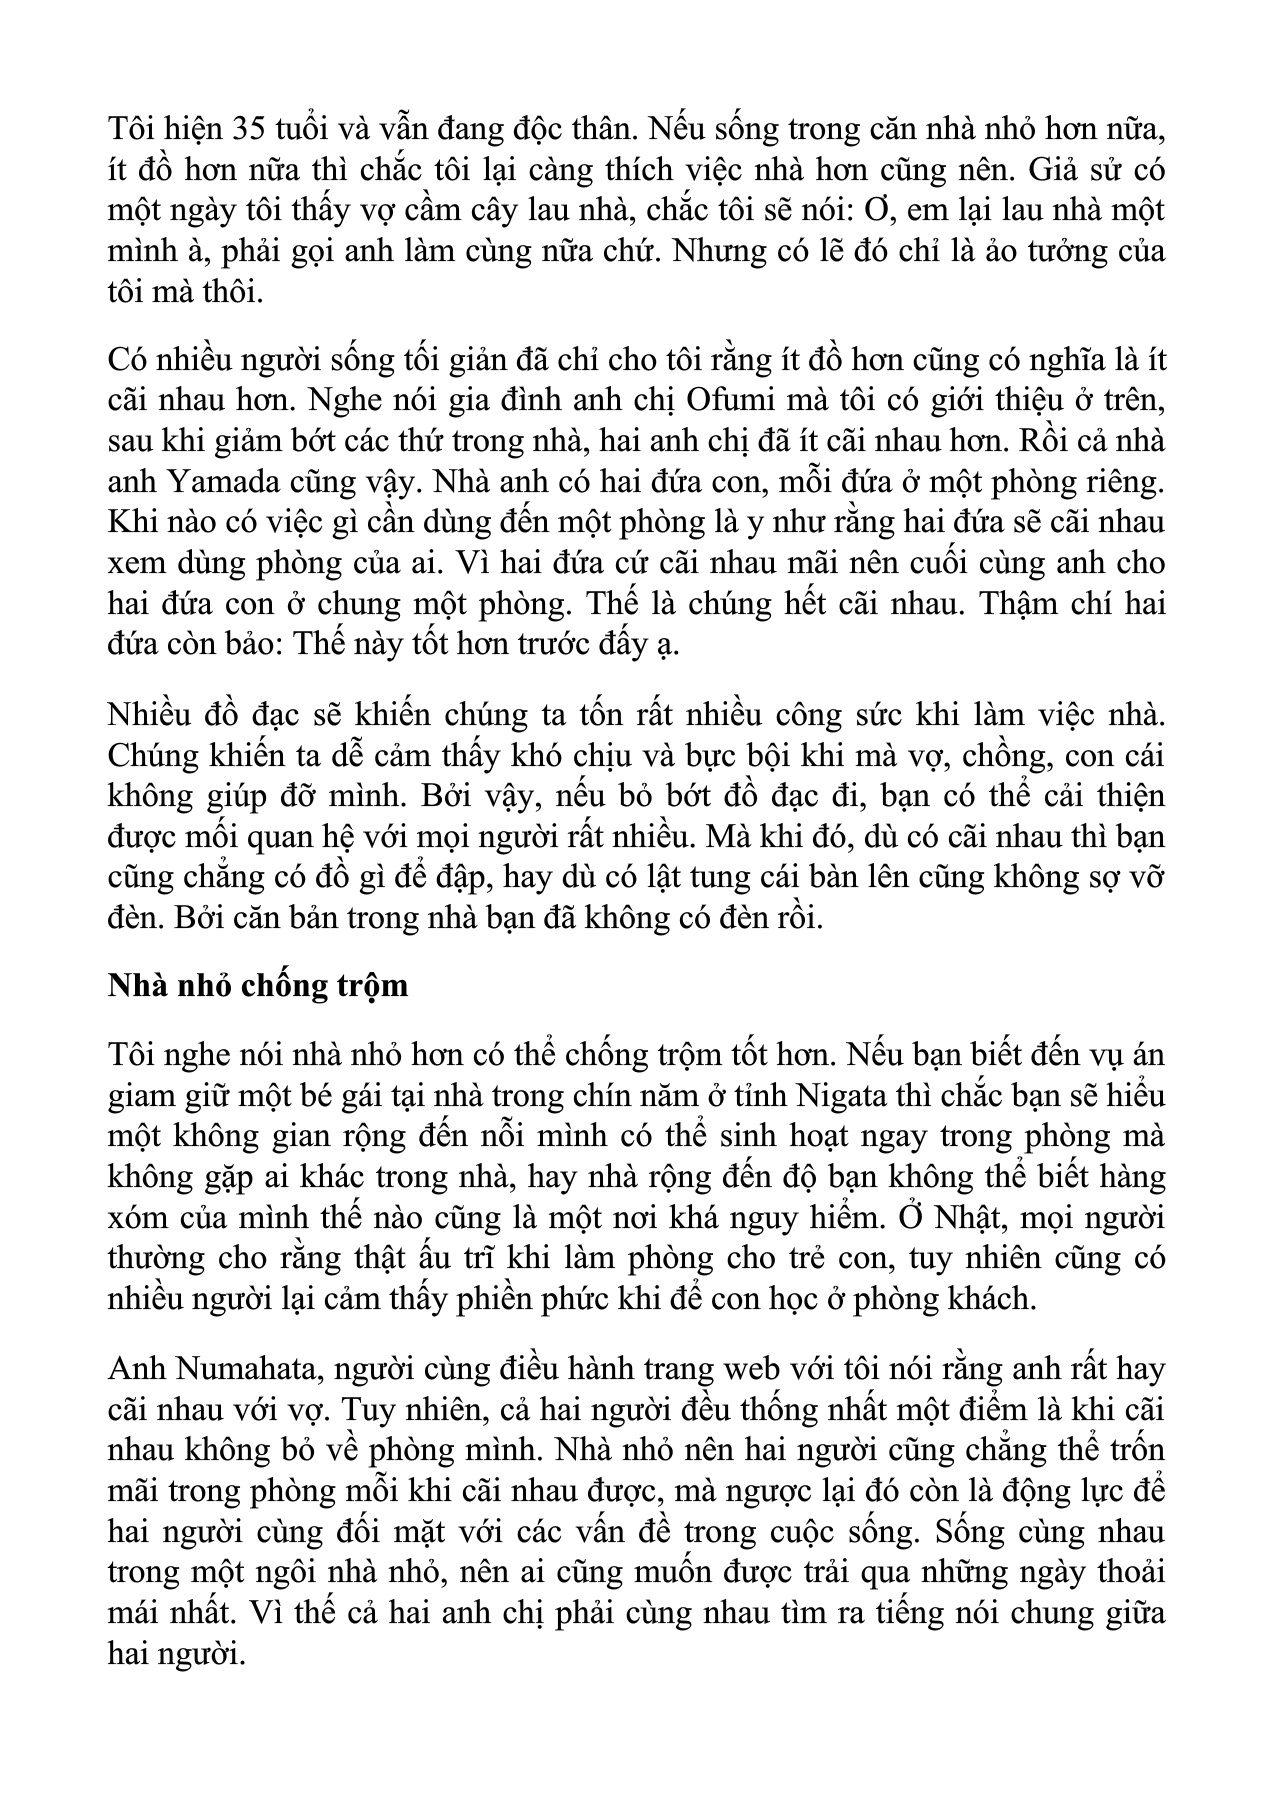 Tôi hiện 35 tuổi và vẫn đang độc thân. Nếu sống trong căn nhà nhỏ hơn nữa,
ít đồ hơn nữa thì chắc tôi lại càng thích việc nhà hơn cũng nên. Giả sử có
một ngày tôi thấy vợ cầm cây lau nhà, chắc tôi sẽ nói: Ơ, em lại lau nhà một
mình à, phải gọi anh làm cùng nữa chứ. Nhưng có lẽ đó chỉ là ảo tưởng của
tôi mà thôi.
Có nhiều người sống tối giản đã chỉ cho tôi rằng ít đồ hơn cũng có nghĩa là ít
cãi nhau hơn. Nghe nói gia đình anh chị Ofumi mà tôi có giới thiệu ở trên,
sau khi giảm bớt các thứ trong nhà, hai anh chị đã ít cãi nhau hơn. Rồi cả nhà
anh Yamada cũng vậy. Nhà anh có hai đứa con, mỗi đứa ở một phòng riêng.
Khi nào có việc gì cần dùng đến một phòng là y như rằng hai đứa sẽ cãi nhau
xem dùng phòng của ai. Vì hai đứa cứ cãi nhau mãi nên cuối cùng anh cho
hai đứa con ở chung một phòng. Thế là chúng hết cãi nhau. Thậm chí hai
đứa còn bảo: Thế này tốt hơn trước đấy ạ.
Nhiều đồ đạc sẽ khiến chúng ta tốn rất nhiều công sức khi làm việc nhà.
Chúng khiến ta dễ cảm thấy khó chịu và bực bội khi mà vợ, chồng, con cái
không giúp đỡ mình. Bởi vậy, nếu bỏ bớt đồ đạc đi, bạn có thể cải thiện
được mối quan hệ với mọi người rất nhiều. Mà khi đó, dù có cãi nhau thì bạn
cũng chẳng có đồ gì để đập, hay dù có lật tung cái bàn lên cũng không sợ vỡ
đèn. Bởi căn bản trong nhà bạn đã không có đèn rồi.
Nhà nhỏ chống trộm
Tôi nghe nói nhà nhỏ hơn có thể chống trộm tốt hơn. Nếu bạn biết đến vụ án
giam giữ một bé gái tại nhà trong chín năm ở tỉnh Nigata thì chắc bạn sẽ hiểu
một không gian rộng đến nỗi mình có thể sinh hoạt ngay trong phòng mà
không gặp ai khác trong nhà, hay nhà rộng đến độ bạn không thể biết hàng
xóm của mình thế nào cũng là một nơi khá nguy hiểm. Ở Nhật, mọi người
thường cho rằng thật ấu trĩ khi làm phòng cho trẻ con, tuy nhiên cũng có
nhiều người lại cảm thấy phiền phức khi để con học ở phòng khách.
Anh Numahata, người cùng điều hành trang web với tôi nói rằng anh rất hay
cãi nhau với vợ. Tuy nhiên, cả hai người đều thống nhất một điểm là khi cãi
nhau không bỏ về phòng mình. Nhà nhỏ nên hai người cũng chẳng thể trốn
mãi trong phòng mỗi khi cãi nhau được, mà ngược lại đó còn là động lực để
hai người cùng đối mặt với các vấn đề trong cuộc sống. Sống cùng nhau
trong một ngôi nhà nhỏ, nên ai cũng muốn được trải qua những ngày thoải
mái nhất. Vì thế cả hai anh chị phải cùng nhau tìm ra tiếng nói chung giữa
hai người.